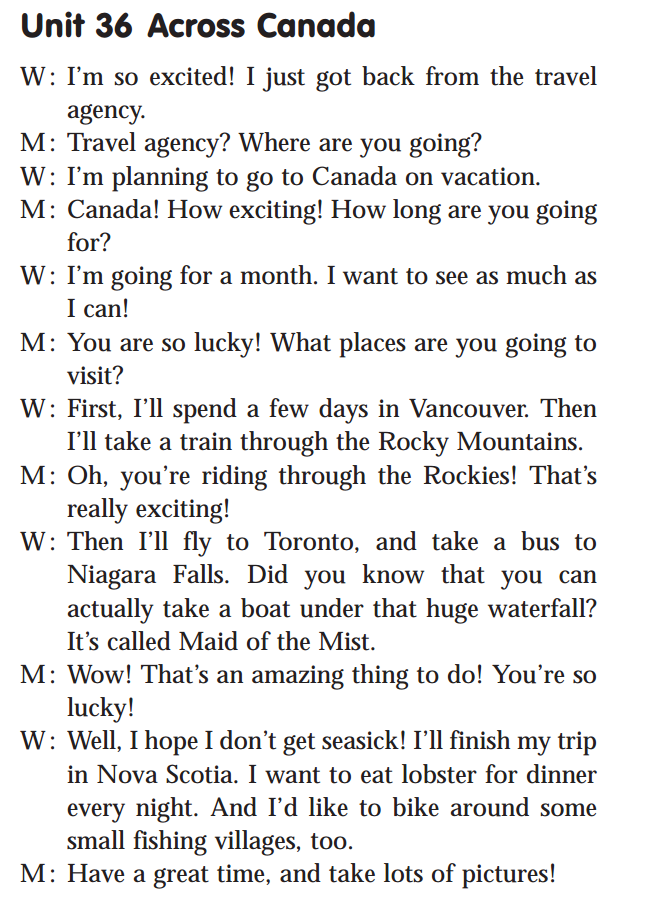 Unit 36 Across Canada
W: I'm so excited! I just got back from the travel
agency.
M: Travel agency? Where are you going?
W: I'm planning to go to Canada on vacation.
M: Canada! How exciting! How long are you going
for?
W: I'm going for a month. I want to see as much as
I can!
M: You are so lucky! What places are you going to
visit?
W: First, I'll spend a few days in Vancouver. Then
I'll take a train through the Rocky Mountains.
M: Oh, you're riding through the Rockies! That's
really exciting!
W: Then I'll fly to Toronto, and take a bus to
Niagara Falls. Did you know that you can
actually take a boat under that huge waterfall?
It's called Maid of the Mist.
M: Wow! That's an amazing thing to do! You're so
lucky!
W: Well, I hope I don't get seasick! I'll finish my trip
in Nova Scotia. I want to eat lobster for dinner
every night. And I'd like to bike around some
small fishing villages, too.
M: Have a great time, and take lots of pictures!